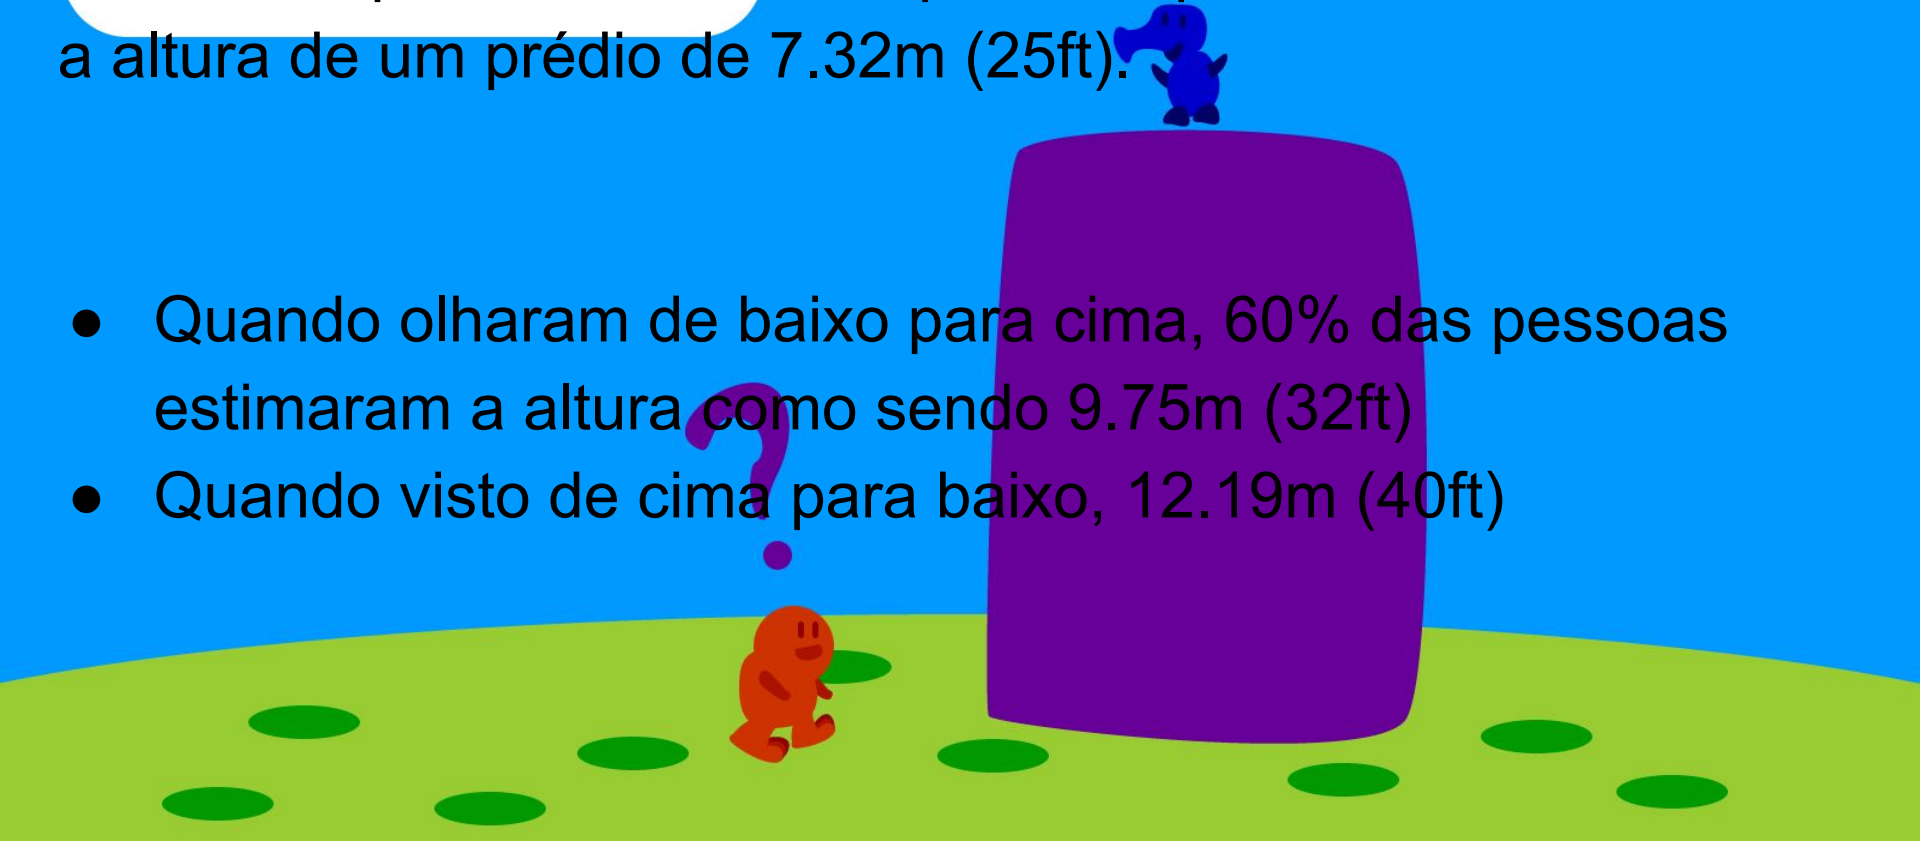 a altura de um prédio de 7.32m (25ft).
● Quando olharam de baixo para cima, 60% das pessoas
estimaram a altura como sendo 9.75m (32ft)
● Quando visto de cima para baixo, 12.19m (40ft)
?